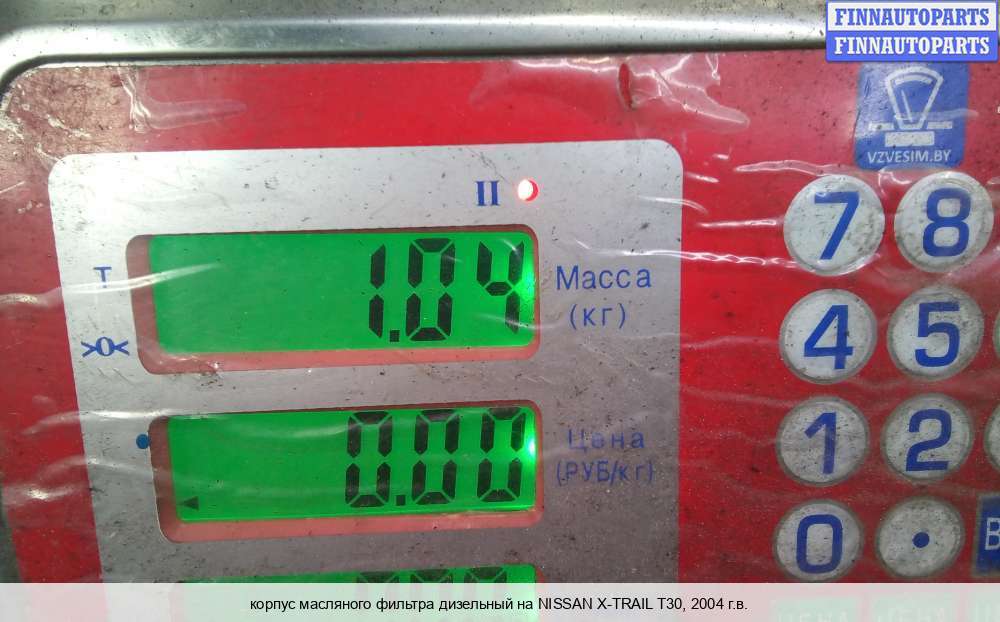 FINNAUTOPARTS
FINNAUTOPARTS
VZVESIM.BY
II
T
1.04
Масса
(кг)
>0<
0.00
Цена
(РУБ/кг)
7 8
4 5
1 2
0 .
В
корпус масляного фильтра дизельный на NISSAN X-TRAIL T30, 2004 г.в.